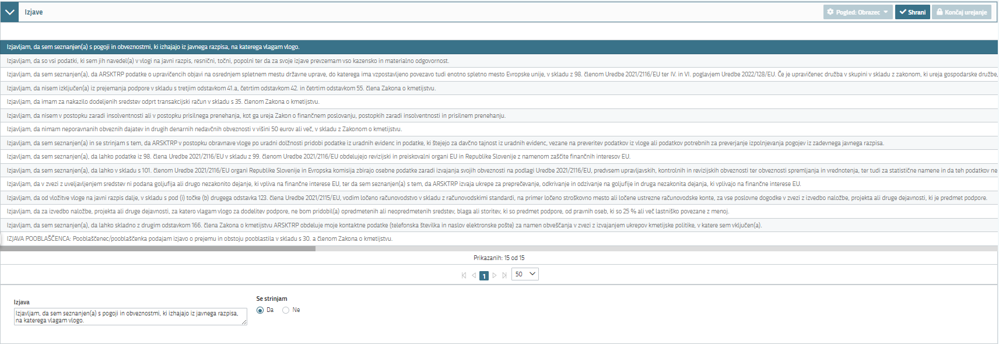 Izjave
Pogled: Obrazec
Shrani
Končaj urejanje
Izjavljam, da sem seznanjen(a) s pogoji in obveznostmi, ki izhajajo iz javnega razpisa, na katerega vlagam vlogo.
Izjavljam, da so vsi podatki, ki sem jih navedel(a) v vlogi na javni razpis, resnični, točni, popolni ter da za svoje izjave prevzemam vso kazensko in materialno odgovornost.
Izjavljam, da sem seznanjen(a), da ARSKTRP podatke o upravičencih objavi na osrednjem spletnem mestu državne uprave, do katerega ima vzpostavljeno povezavo tudi enotno spletno mesto Evropske unije, v skladu z 98. členom Uredbe 2021/2116/EU ter IV. in VI. poglavjem Uredbe 2022/128/EU. Če je upravičenec družba v skupini v skladu z zakonom, ki ureja gospodarske družbe,
Izjavljam, da nisem izključen(a) iz prejemanja podpore v skladu s tretjim odstavkom 41.a, četrtim odstavkom 42. in četrtim odstavkom 55. člena Zakona o kmetijstvu.
Izjavljam, da imam za nakazilo dodeljenih sredstev odprt transakcijski račun v skladu s 35. členom Zakona o kmetijstvu.
Izjavljam, da nisem v postopku zaradi insolventnosti ali v postopku prisilnega prenehanja, kot ga ureja Zakon o finančnem poslovanju, postopkih zaradi insolventnosti in prisilnem prenehanju.
Izjavljam, da nimam neporavnanih obveznih dajatev in drugih denarnih nedavčnih obveznosti v višini 50 eurov ali več, v skladu z Zakonom o kmetijstvu.
Izjavljam, da sem seznanjen(a) in se strinjam s tem, da ARSKTRP v postopku obravnave vloge po uradni dolžnosti pridobi podatke iz uradnih evidenc in podatke, ki štejejo za davčno tajnost iz uradnih evidenc, vezane na preveritev podatkov iz vloge ali podatkov potrebnih za preverjanje izpolnjevanja pogojev iz zadevnega javnega razpisa.
Izjavljam, da sem seznanjen(a), da lahko podatke iz 98. člena Uredbe 2021/2116/EU v skladu z 99. členom Uredbe 2021/2116/EU obdelujejo revizijski in preiskovalni organi EU in Republike Slovenije z namenom zaščite finančnih interesov EU.
Izjavljam, da sem seznanjen(a), da lahko v skladu s 101. členom Uredbe 2021/2116/EU organi Republike Slovenije in Evropska komisija zbirajo osebne podatke zaradi izvajanja svojih obveznosti na podlagi Uredbe 2021/2116/EU, predvsem upravljavskih, kontrolnih in revizijskih obveznosti ter obveznosti spremljanja in vrednotenja, ter tudi za statistične namene in da teh podatkov ne
Izjavljam, da v zvezi z uveljavljenjem sredstev ni podana goljufija ali drugo nezakonito dejanje, ki vpliva na finančne interese EU, ter da sem seznanjen(a) s tem, da ARSKTRP izvaja ukrepe za preprečevanje, odkrivanje in odzivanje na goljufije in druga nezakonita dejanja, ki vplivajo na finančne interese EU.
Izjavljam, da od vložitve vloge na javni razpis dalje, v skladu s pod (i) točke (b) drugega odstavka 123. člena Uredbe 2021/2115/EU, vodim ločeno računovodstvo v skladu z računovodskimi standardi, na primer ločeno stroškovno mesto ali ločene ustrezne računovodske konte, za vse poslovne dogodke v zvezi z izvedbo naložbe, projekta ali druge dejavnosti, ki je predmet podpore.
Izjavljam, da za izvedbo naložbe, projekta ali druge dejavnosti, za katero vlagam vlogo za dodelitev podpore, ne bom pridobil(a) opredmetenih ali neopredmetenih sredstev, blaga ali storitev, ki so predmet podpore, od pravnih oseb, ki so 25 % ali več lastniško povezane z menoj.
Izjavljam, da sem seznanjen(a), da lahko skladno z drugim odstavkom 166. člena Zakona o kmetijstvu ARSKTRP obdeluje moje kontaktne podatke (telefonska številka in naslov elektronske pošte) za namen obveščanja v zvezi z izvajanjem ukrepov kmetijske politike, v katere sem vključen(a).
IZJAVA POOBLAŠČENCA: Pooblaščenec/pooblaščenka podajam izjavo o prejemu in obstoju pooblastila v skladu s 30. a členom Zakona o kmetijstvu.
Prikazanih: 15 od 15
1
50
Izjava
Izjavljam, da sem seznanjen(a) s pogoji in obveznostmi, ki izhajajo iz javnega razpisa,
na katerega vlagam vlogo.
Se strinjam
Da
Ne